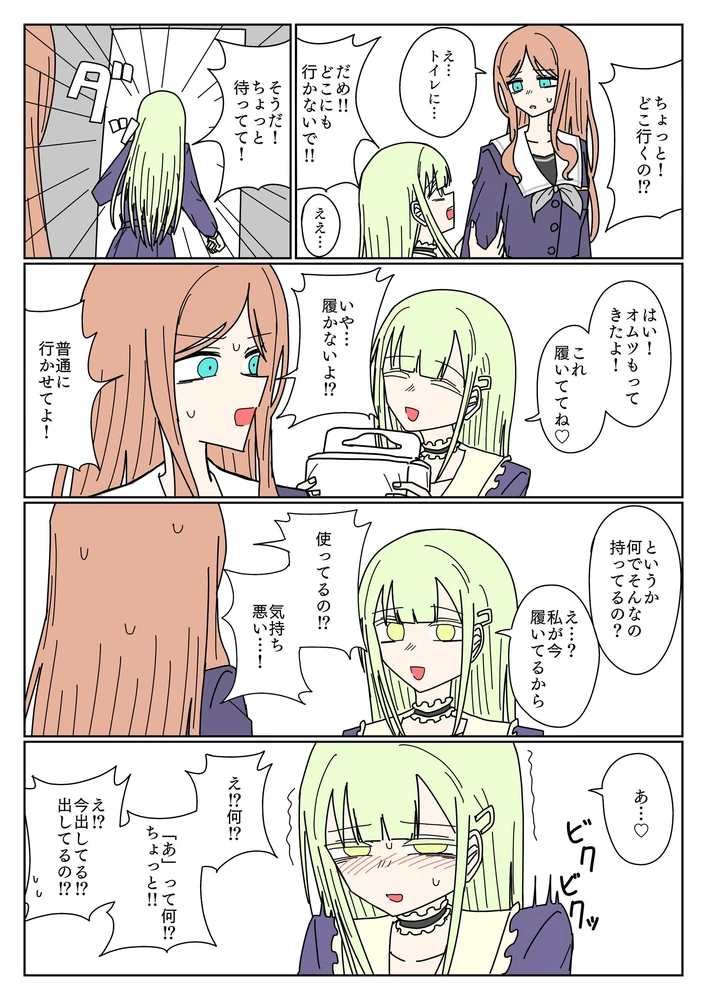 ちょっと！
どこ行くの⁉
え…
トイレに…
だめ‼
どこにも
行かないで‼
ええ…
そうだ！
ちょっと
待ってて！
ダッ
はい！
オムツもって
きたよ！
これ
履いててね♡
いや…
履かないよ⁉
普通に
行かせてよ！
というか
何でそんなの
持ってるの？
え…？
私が今
履いてるから
使ってるの⁉
気持ち
悪い…！
あ…♡
ビク
ビクッ
え⁉何⁉
「あ」って何⁉
ちょっと‼
え⁉
今出してる⁉
出してるの⁉